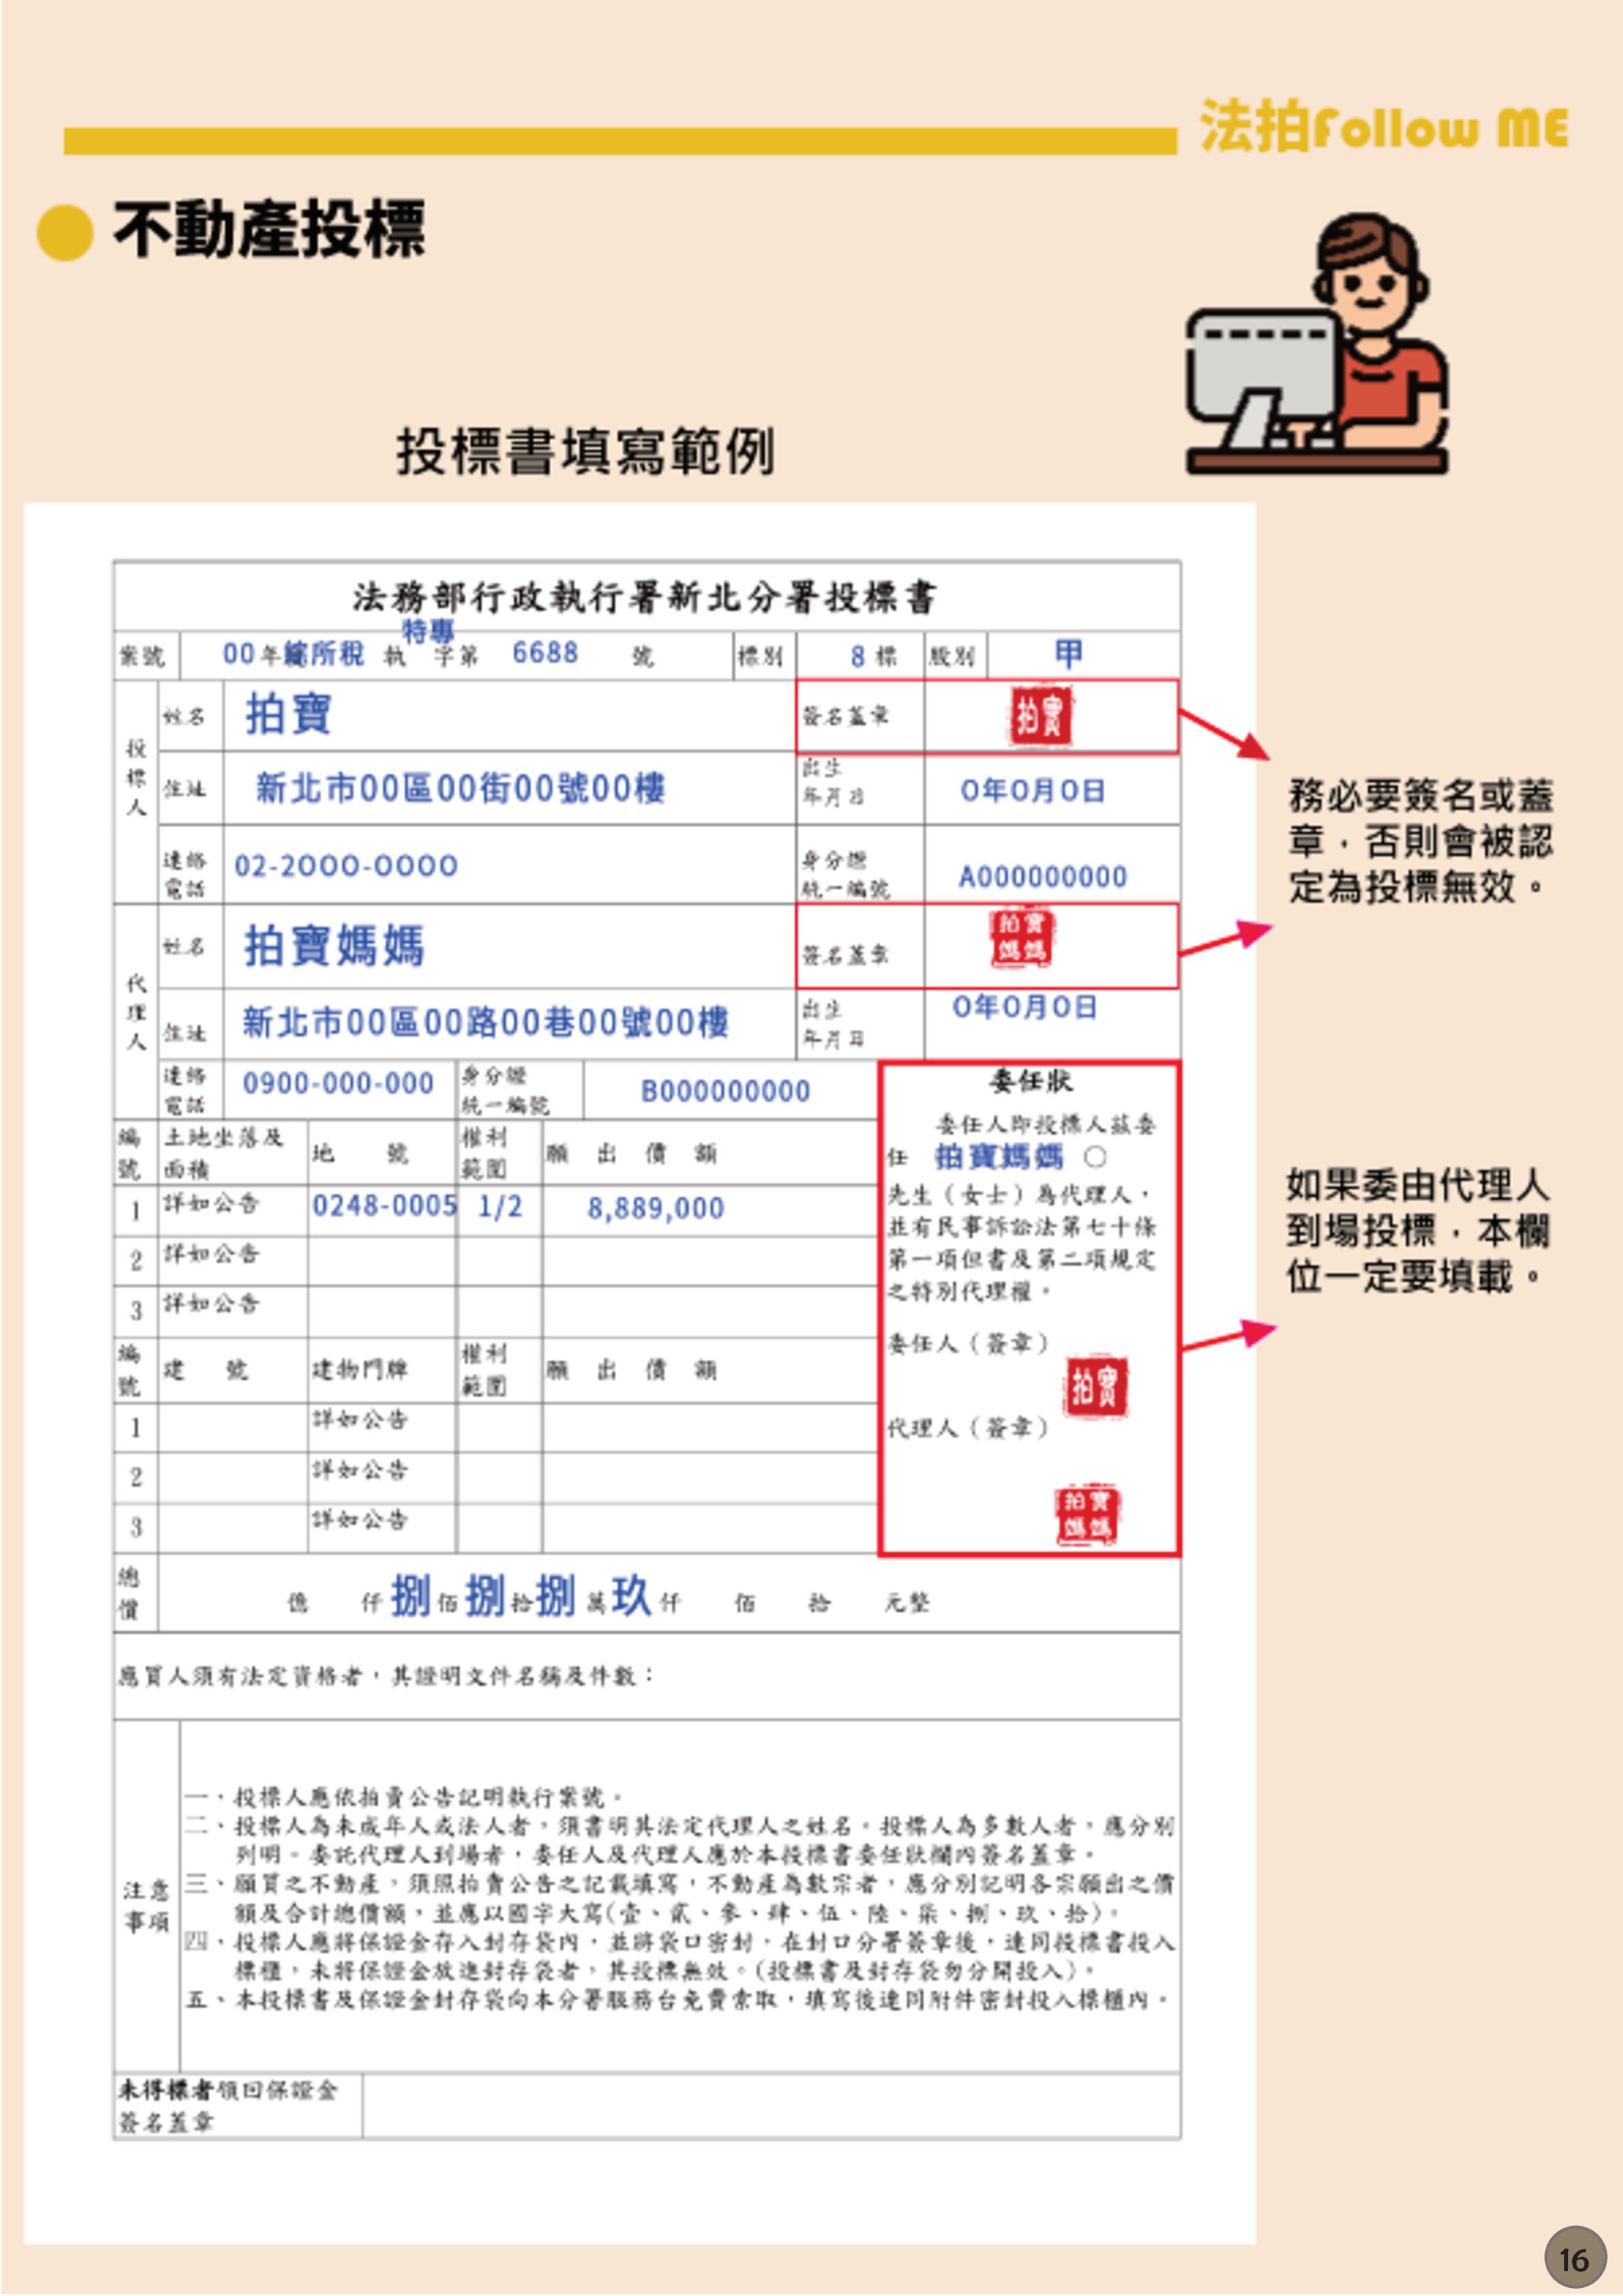 法拍Follow ME
不動產投標
投標書填寫範例
法務部行政執行署新北分署投標書
特專
案號 00年綜所稅 執 字第 6688 號 標別 8 標 股別 甲
投標人
姓名 拍寶 簽名蓋章 拍寶
住址 新北市00區00街00號00樓 出生年月日 0年0月0日
連絡電話 02-2000-0000 身分證統一編號 A000000000
務必要簽名或蓋
章，否則會被認
定為投標無效。
代理人
姓名 拍寶媽媽 簽名蓋章 拍寶媽媽
住址 新北市00區00路00巷00號00樓 出生年月日 0年0月0日
連絡電話 0900-000-000 身分證統一編號 B000000000
編號 土地坐落及面積 地 號 權利範圍 願 出 價 額
1 詳如公告 0248-0005 1/2 8,889,000
2 詳如公告
3 詳如公告
編號 建 號 建物門牌 權利範圍 願 出 價 額
1 詳如公告
2 詳如公告
3 詳如公告
委任狀
委任人即投標人茲委
任 拍寶媽媽 ○
先生（女士）為代理人，
並有民事訴訟法第七十條
第一項但書及第二項規定
之特別代理權。
委任人（簽章）
拍寶
代理人（簽章）
拍寶媽媽
如果委由代理人
到場投標，本欄
位一定要填載。
總價 億 仟捌佰捌拾捌萬玖仟 佰 拾 元整
應買人須有法定資格者，其證明文件名稱及件數：
注意事項
一、投標人應依拍賣公告記明執行案號。
二、投標人為未成年人或法人者，須書明其法定代理人之姓名。投標人為多數人者，應分別
列明。委託代理人到場者，委任人及代理人應於本投標書委任狀欄內簽名蓋章。
三、願買之不動產，須照拍賣公告之記載填寫，不動產為數宗者，應分別記明各宗願出之價
額及合計總價額，並應以國字大寫(壹、貳、參、肆、伍、陸、柒、捌、玖、拾)。
四、投標人應將保證金存入封存袋內，並將袋口密封，在封口分署簽章後，連同投標書投入
標櫃，未將保證金放進封存袋者，其投標無效。(投標書及封存袋勿分開投入)。
五、本投標書及保證金封存袋向本分署服務台免費索取，填寫後連同附件密封投入標櫃內。
未得標者領回保證金
簽名蓋章
16